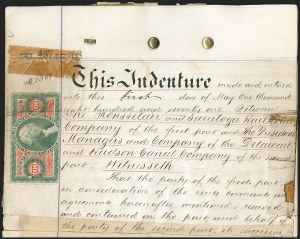 This Indenture made and entered
into this First day of May One thousand
eight hundred and seventy one Between
The Rensselaer and Saratoga Railroad
Company of the first part and The President
Managers and Company of the Delaware
and Hudson Canal Company of the second
part, Witnesseth
That the party of the first part
in consideration of the
agreements hereinafter mentioned reserved
and contained on the part and behalf of
the party of the second part, its successors